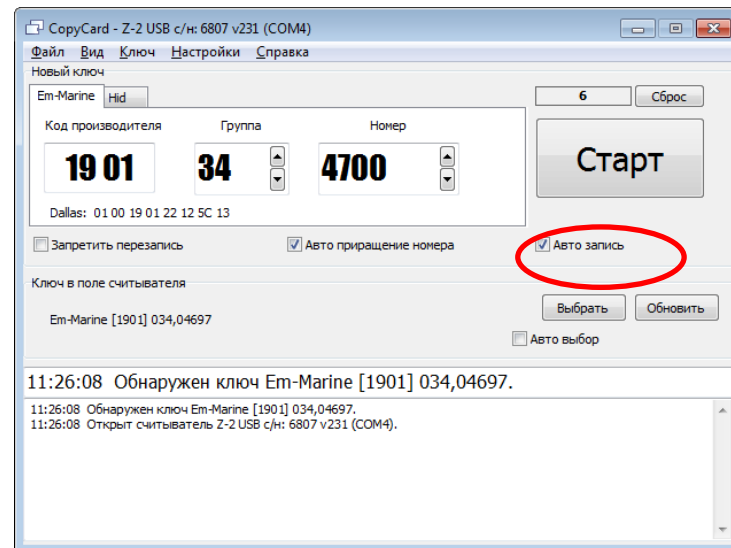 CopyCard - Z-2 USB с/н: 6807 v231 (COM4)
Файл Вид Ключ Настройки Справка
Новый ключ
Em-Marine Hid
6 Сброс
Код производителя Группа Номер
19 01 34 4700
Старт
Dallas: 01 00 19 01 22 12 5C 13
Запретить перезапись Авто приращение номера Авто запись
Ключ в поле считывателя
Выбрать Обновить
Em-Marine [1901] 034,04697
Авто выбор
11:26:08 Обнаружен ключ Em-Marine [1901] 034,04697.
11:26:08 Обнаружен ключ Em-Marine [1901] 034,04697.
11:26:08 Открыт считыватель Z-2 USB с/н: 6807 v231 (COM4).